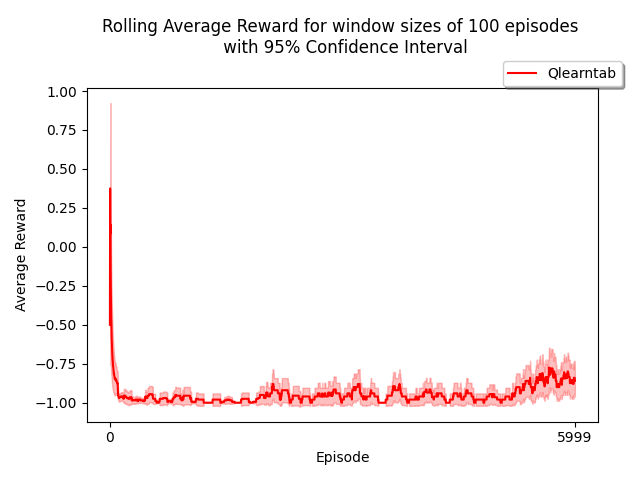 Rolling Average Reward for window sizes of 100 episodes
with 95% Confidence Interval
Qlearntab
1.00
0.75
0.50
0.25
0.00
−0.25
−0.50
−0.75
−1.00
Average Reward
0
5999
Episode